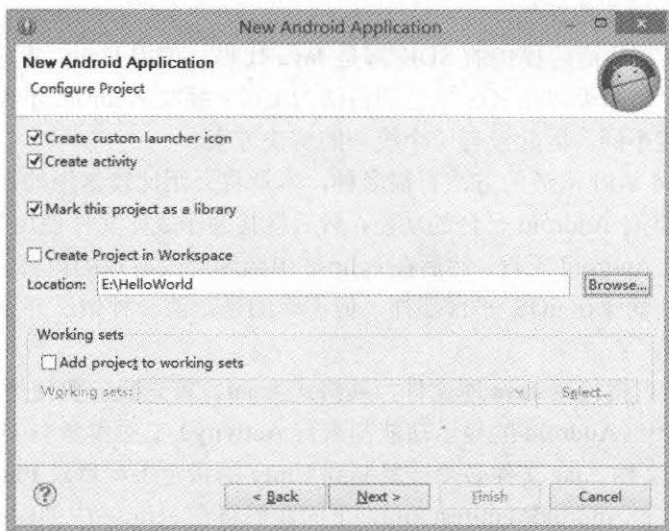 New Android Application
New Android Application
Configure Project
Create custom launcher icon
Create activity
Mark this project as a library
Create Project in Workspace
Location: E:\HelloWorld Browse...
Working sets
Add project to working sets
Working sets: Select...
? < Back Next > Finish Cancel